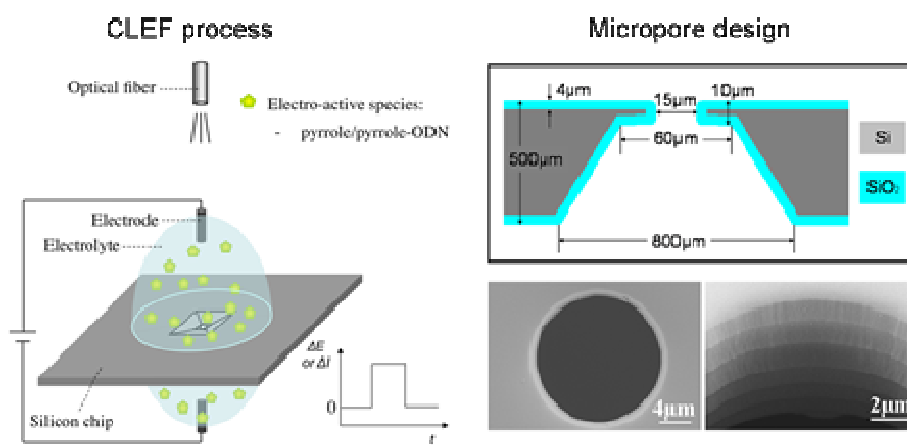 CLEF process
Optical fiber
Electro-active species:
- pyrrole/pyrrole-ODN
Electrode
Electrolyte
Silicon chip
ΔE
or ΔI
0
t
Micropore design
4µm
15µm
10µm
60µm
500µm
800µm
Si
SiO₂
4µm
2µm